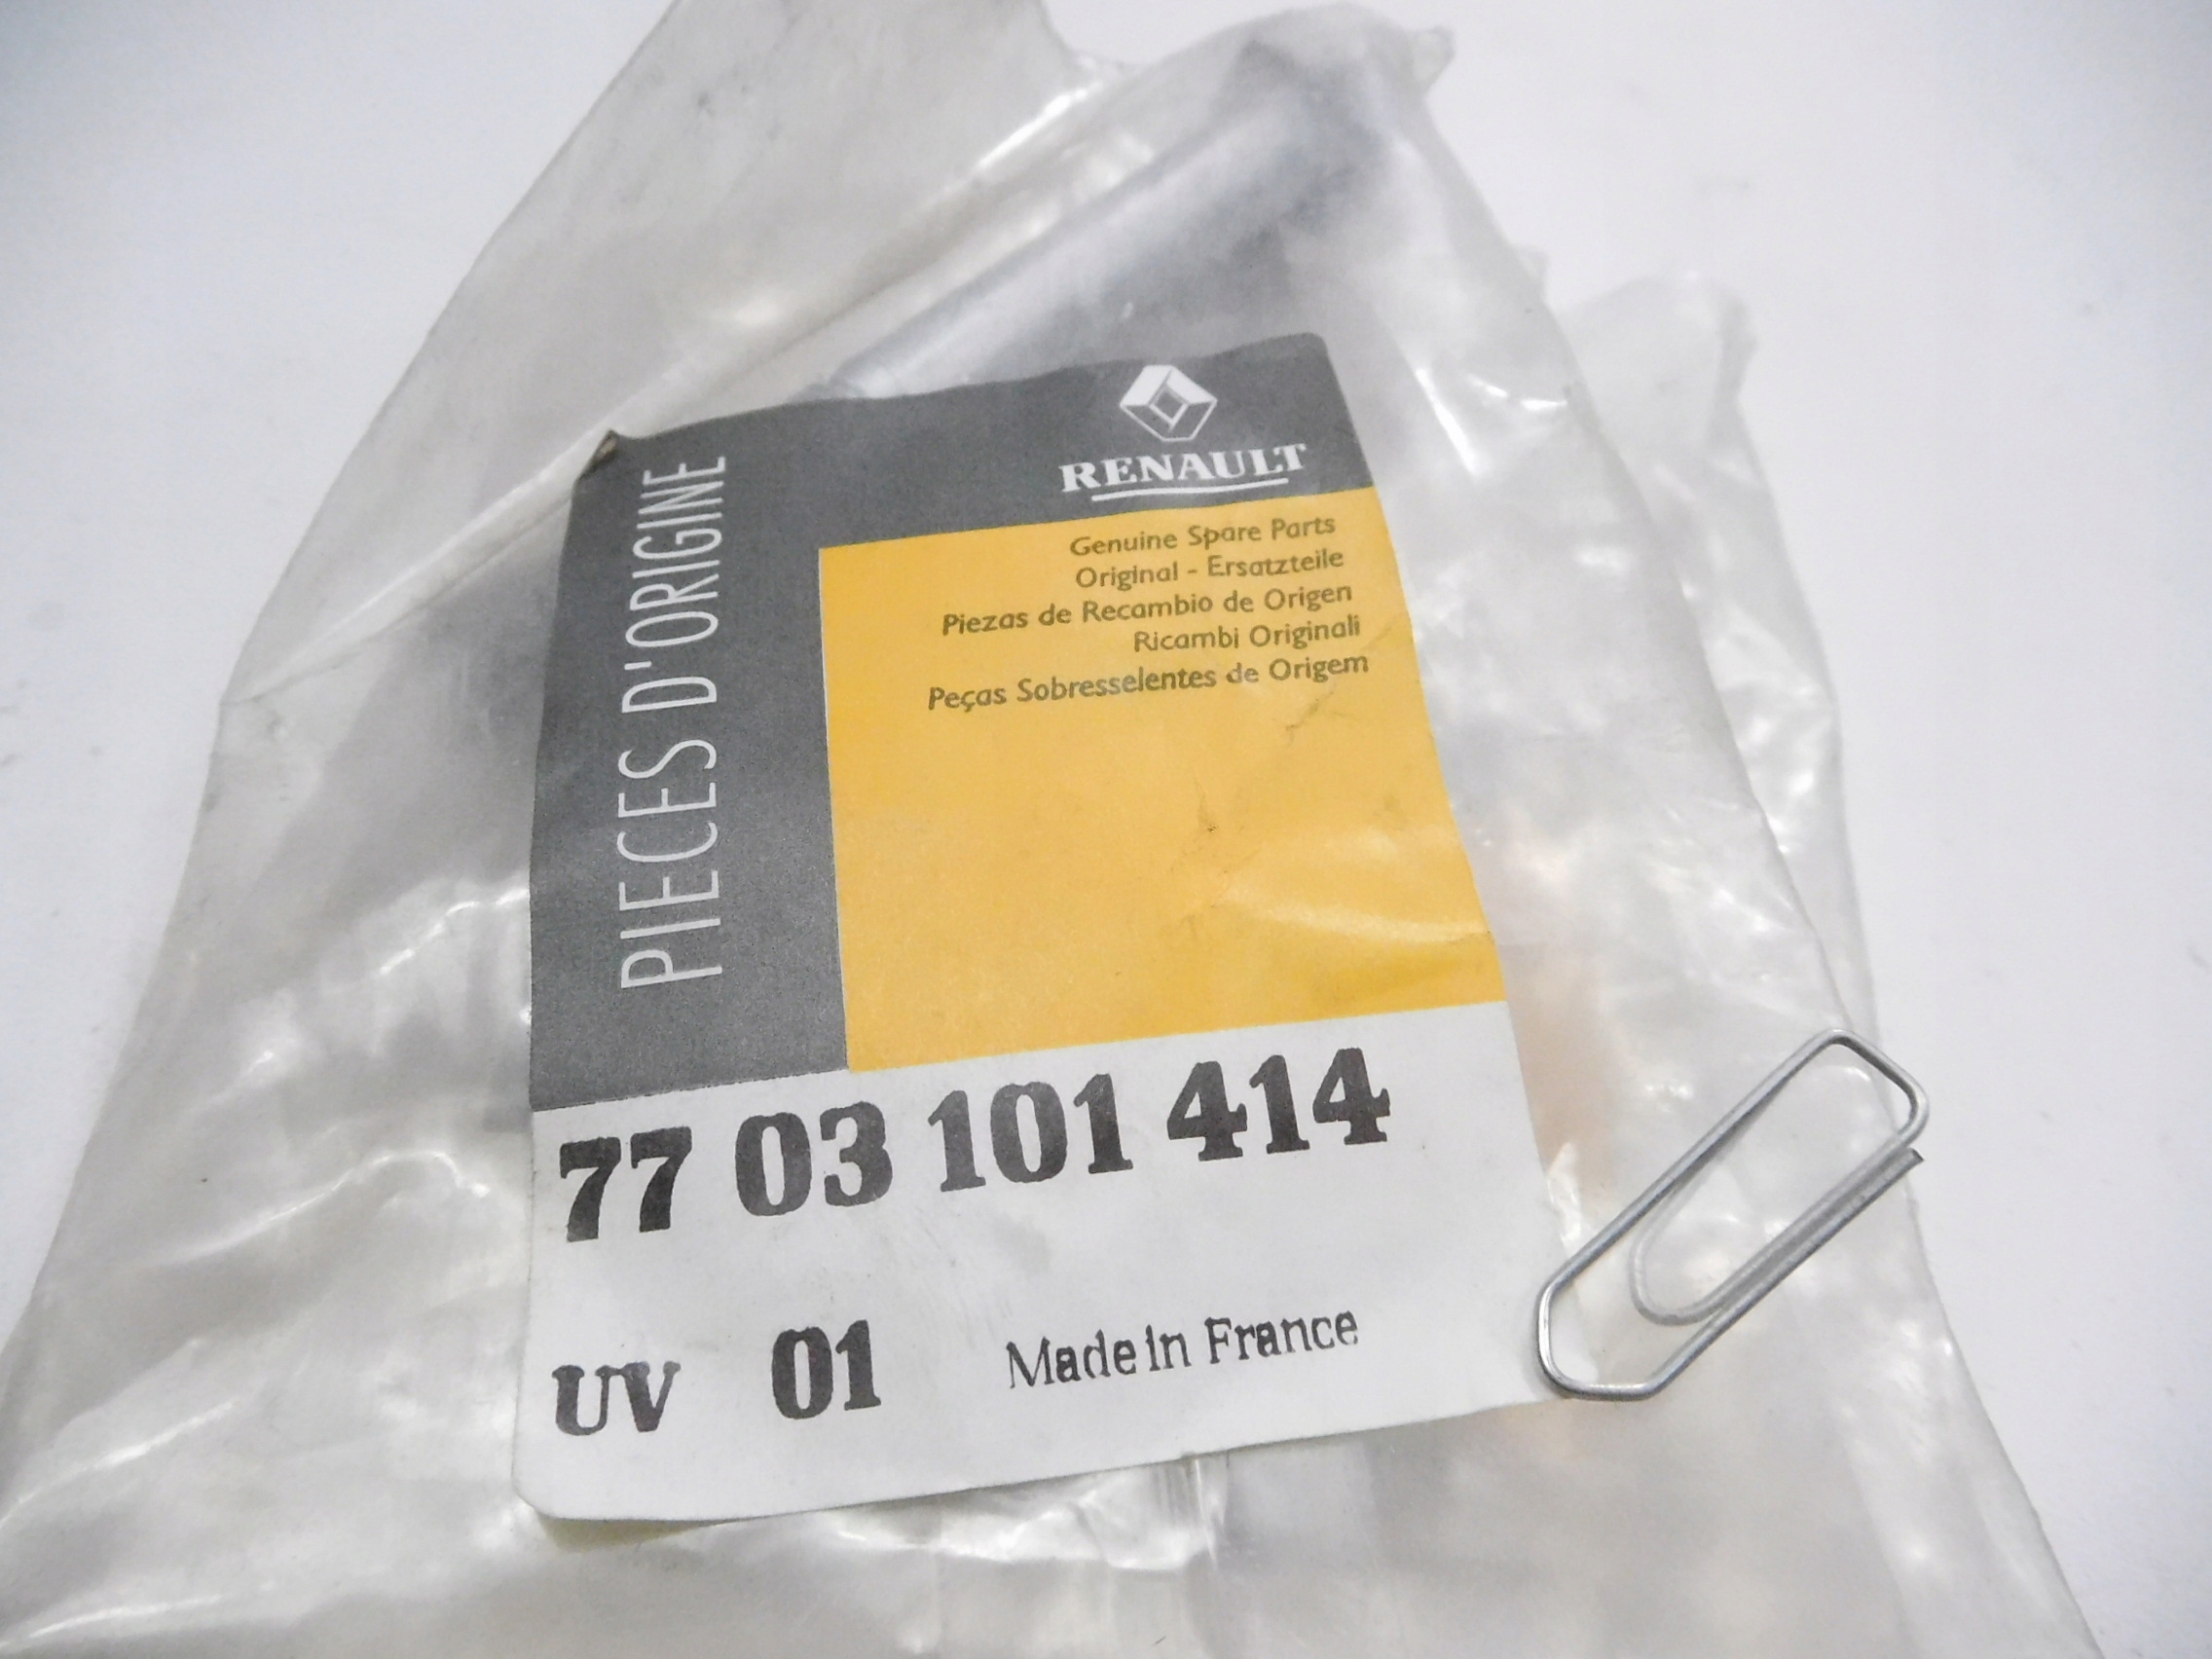 RENAULT
PIECES D'ORIGINE
Genuine Spare Parts
Original - Ersatzteile
Piezas de Recambio de Origen
Ricambi Originali
Peças Sobresselentes de Origem
77 03 101 414
UV 01 Made in France